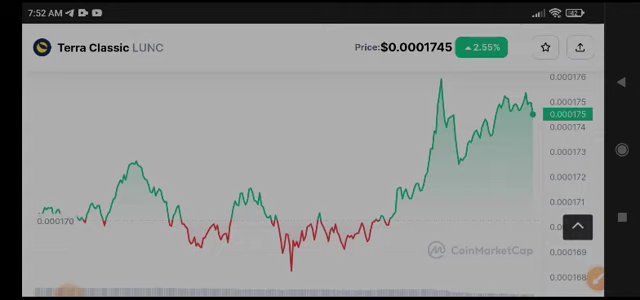 7:52 AM
Terra Classic LUNC
Price:$0.0001745
2.55%
0.000176
0.000175
0.000175
0.000174
0.000173
0.000172
0.000171
0.000170
0.000169
0.000168
CoinMarketCap